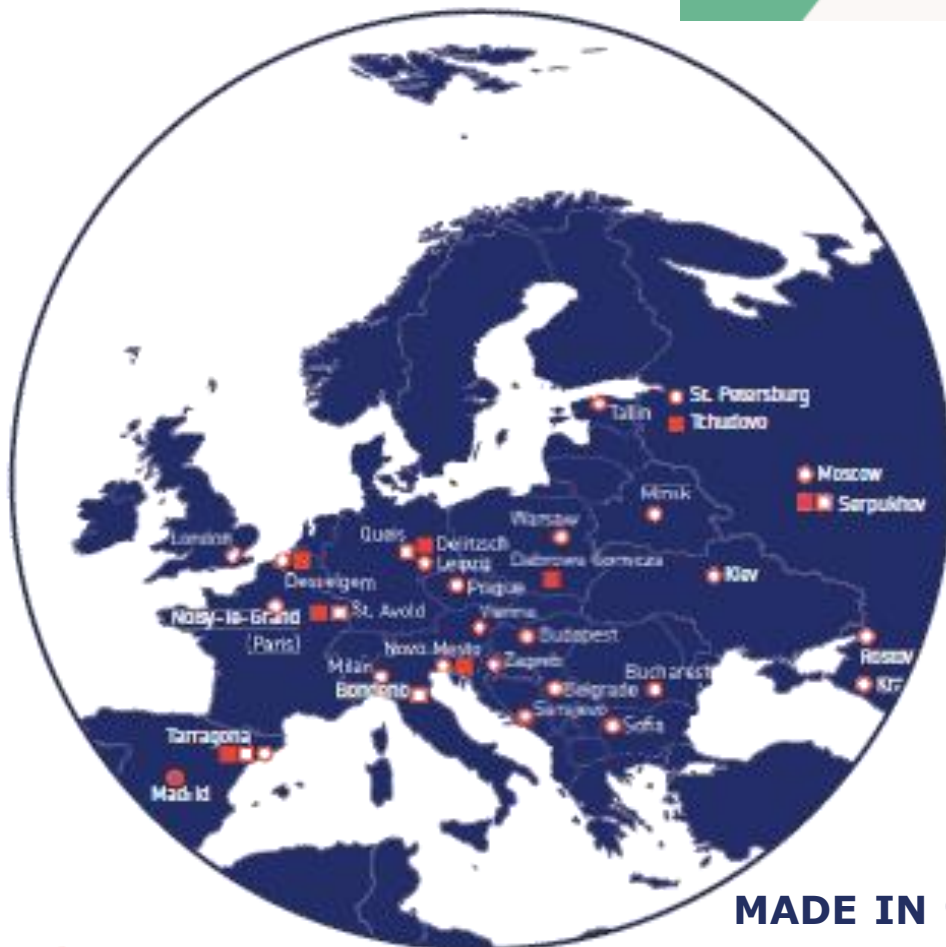 St. Petersburg
Tallin
Tchudovo
Moscow
Serpukhov
Minsk
Warsaw
London
Queis
Delitzsch
Leipzig
Dabrowa Gornicza
Desselgem
Prague
Kiev
Noisy-le-Grand
(Paris)
St. Avold
Vienna
Budapest
Novo Mesto
Zagreb
Milan
Bondeno
Bucharest
Belgrade
Sarajevo
Sofia
Rostov
Tarragona
Madrid
MADE IN